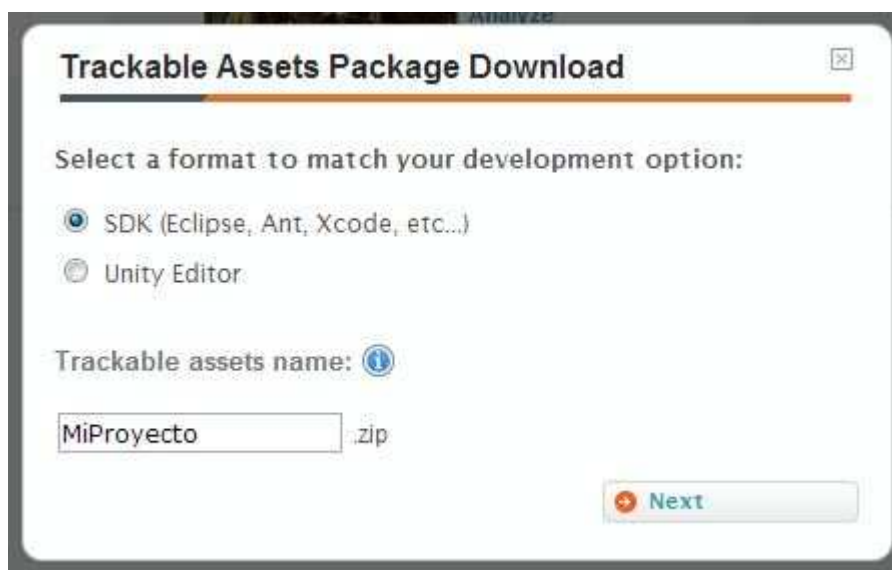 Analyze
Trackable Assets Package Download
Select a format to match your development option:
SDK (Eclipse, Ant, Xcode, etc...)
Unity Editor
Trackable assets name:
MiProyecto .zip
Next